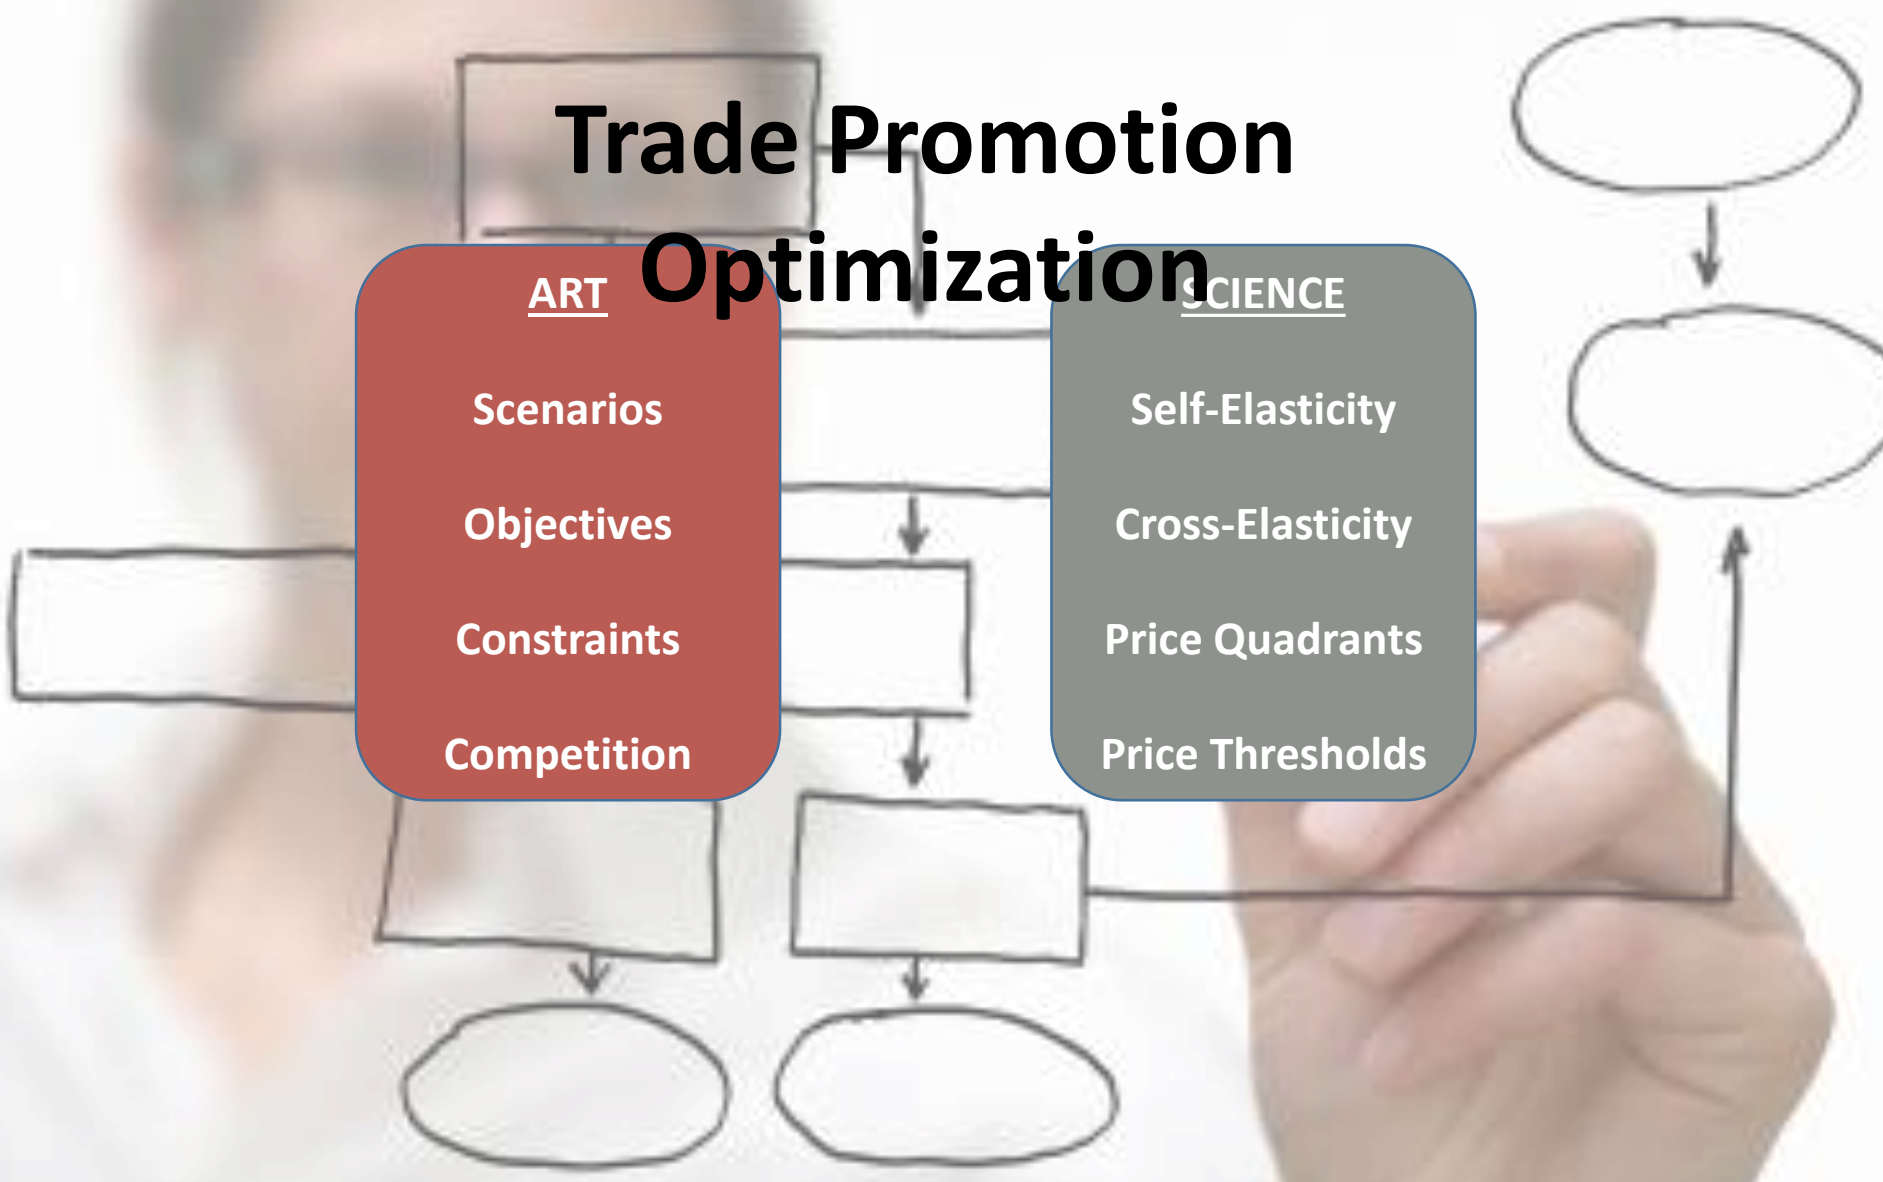 Trade Promotion
Optimization
ART
Scenarios
Objectives
Constraints
Competition
SCIENCE
Self-Elasticity
Cross-Elasticity
Price Quadrants
Price Thresholds